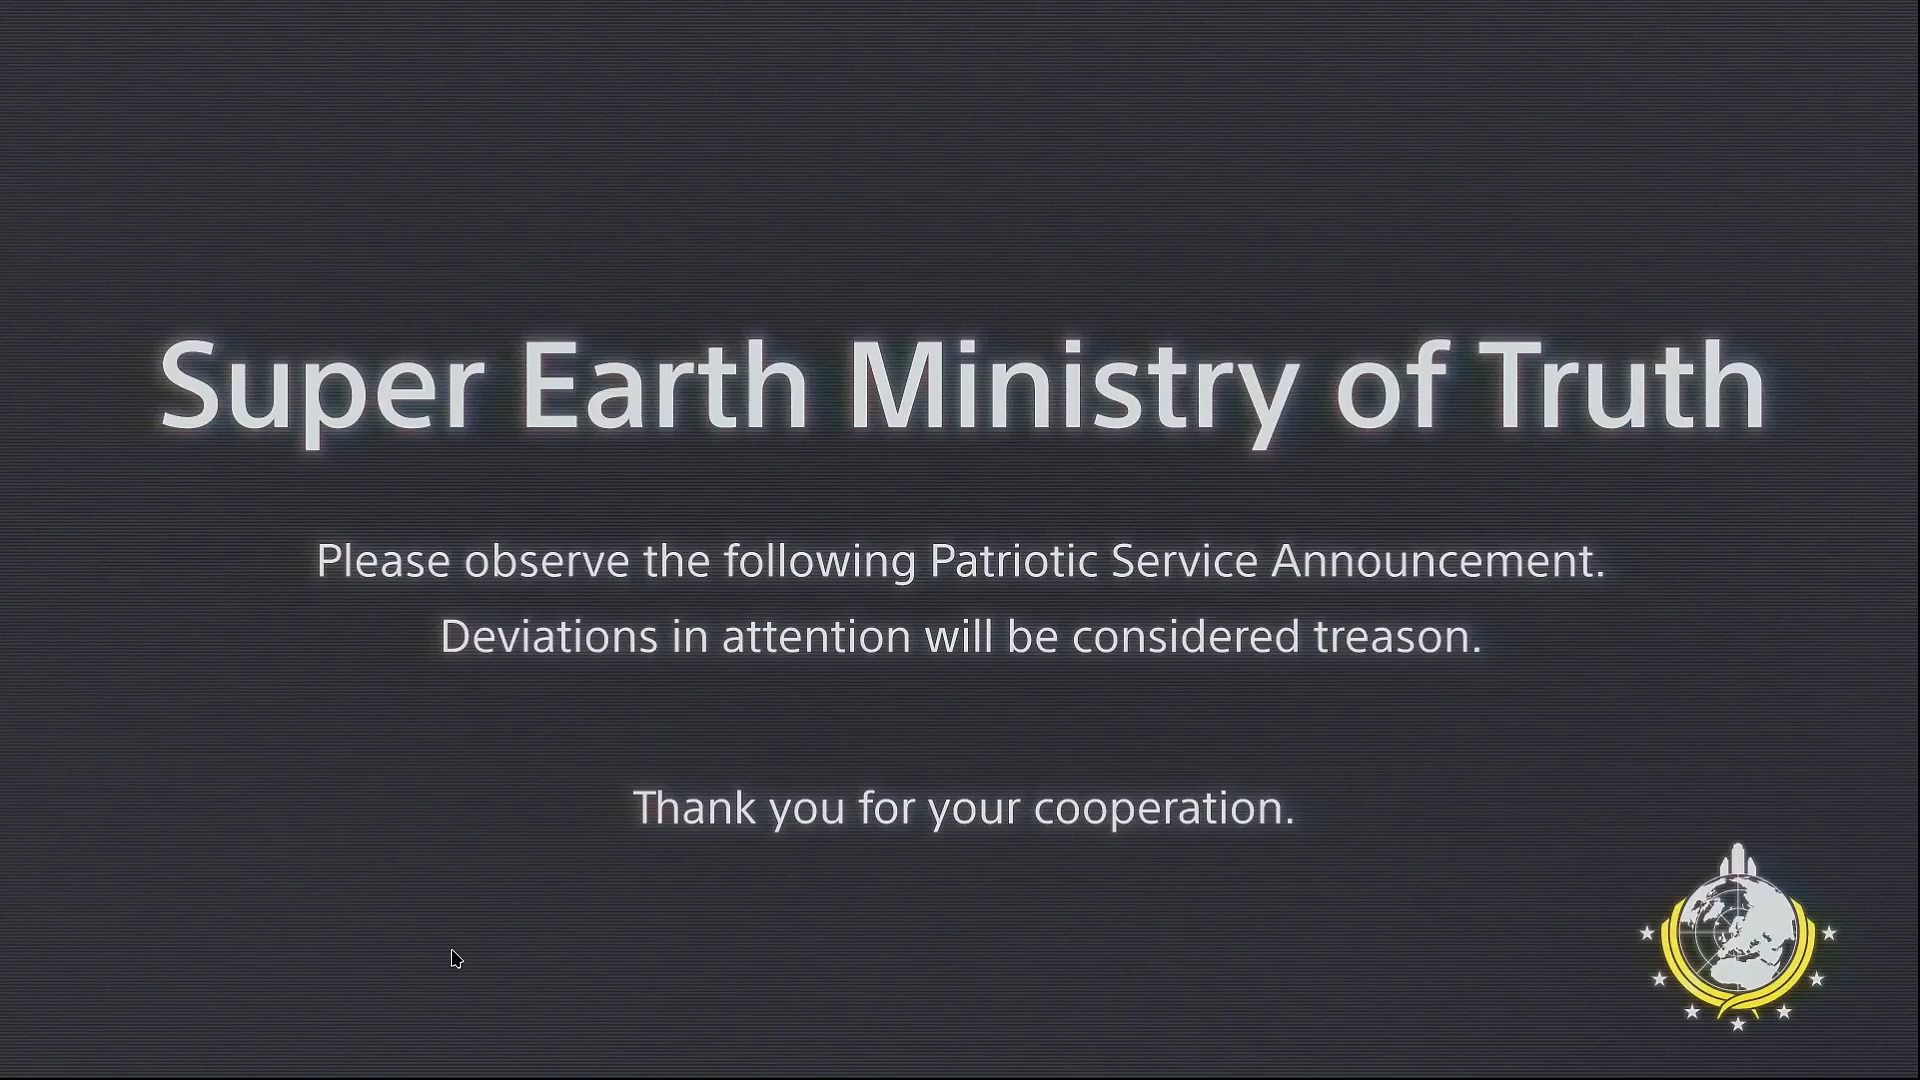 Super Earth Ministry of Truth
Please observe the following Patriotic Service Announcement.
Deviations in attention will be considered treason.
Thank you for your cooperation.